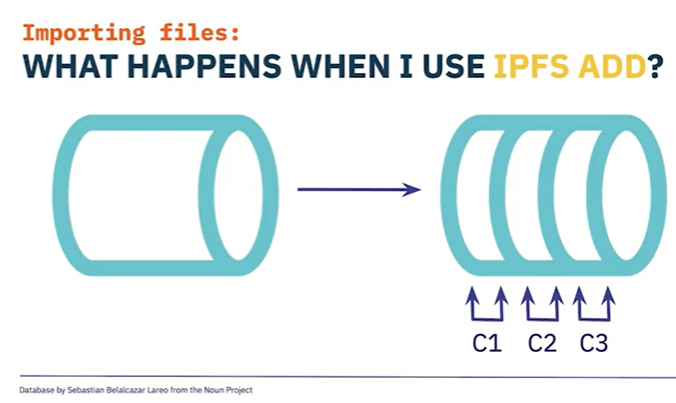 Importing files:
WHAT HAPPENS WHEN I USE IPFS ADD?
C1 C2 C3
Database by Sebastian Belalcazar Lareo from the Noun Project